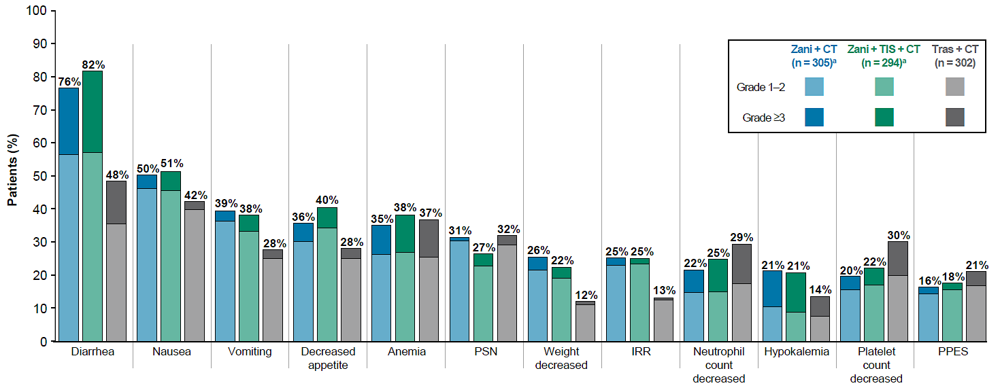 Patients (%)
100
90
80
70
60
50
40
30
20
10
0
Zani + CT Zani + TIS + CT Tras + CT
(n = 305)ᵃ (n = 294)ᵃ (n = 302)
Grade 1–2
Grade ≥3
76% 82% 48%
50% 51% 42%
39% 38% 28%
36% 40% 28%
35% 38% 37%
31% 27% 32%
26% 22% 12%
25% 25% 13%
22% 25% 29%
21% 21% 14%
20% 22% 30%
16% 18% 21%
Diarrhea
Nausea
Vomiting
Decreased
appetite
Anemia
PSN
Weight
decreased
IRR
Neutrophil
count
decreased
Hypokalemia
Platelet
count
decreased
PPES